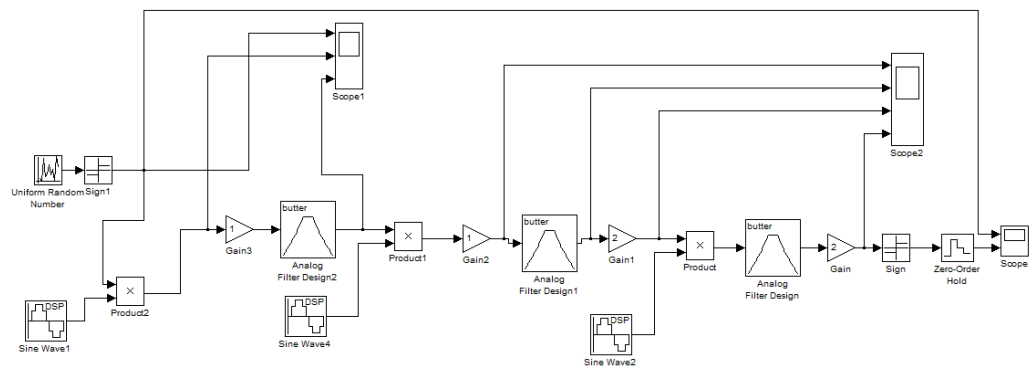 Scope1
Scope2
Uniform Random
Number
Sign1
1
Gain3
butter
Analog
Filter Design2
×
Product1
1
Gain2
butter
Analog
Filter Design1
2
Gain1
×
Product
butter
Analog
Filter Design
2
Gain
Sign
Zero-Order
Hold
Scope
×
Product2
DSP
Sine Wave1
DSP
Sine Wave4
DSP
Sine Wave2